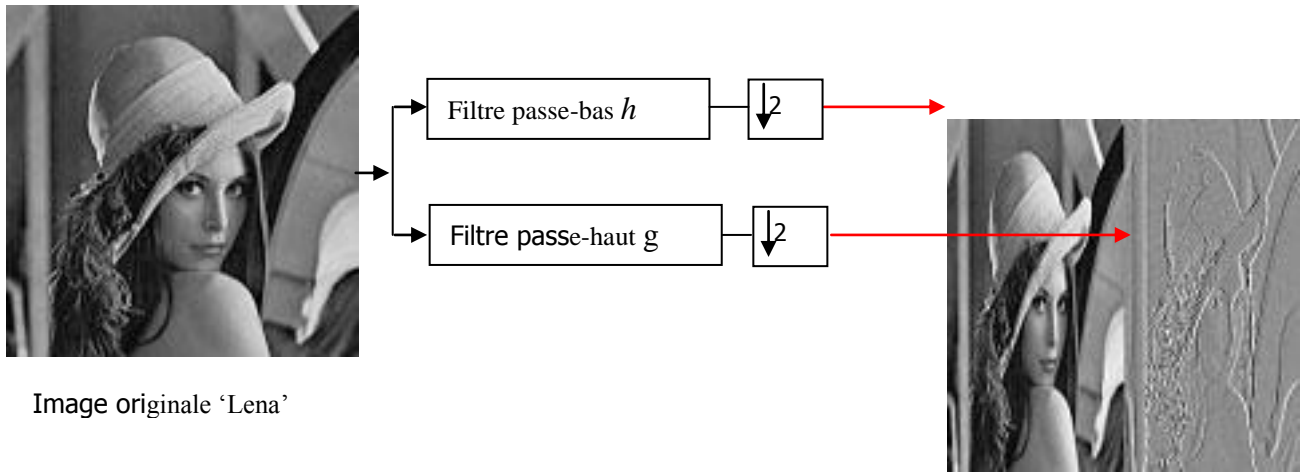 Filtre passe-bas h
2
Filtre passe-haut g
2
Image originale ‘Lena’